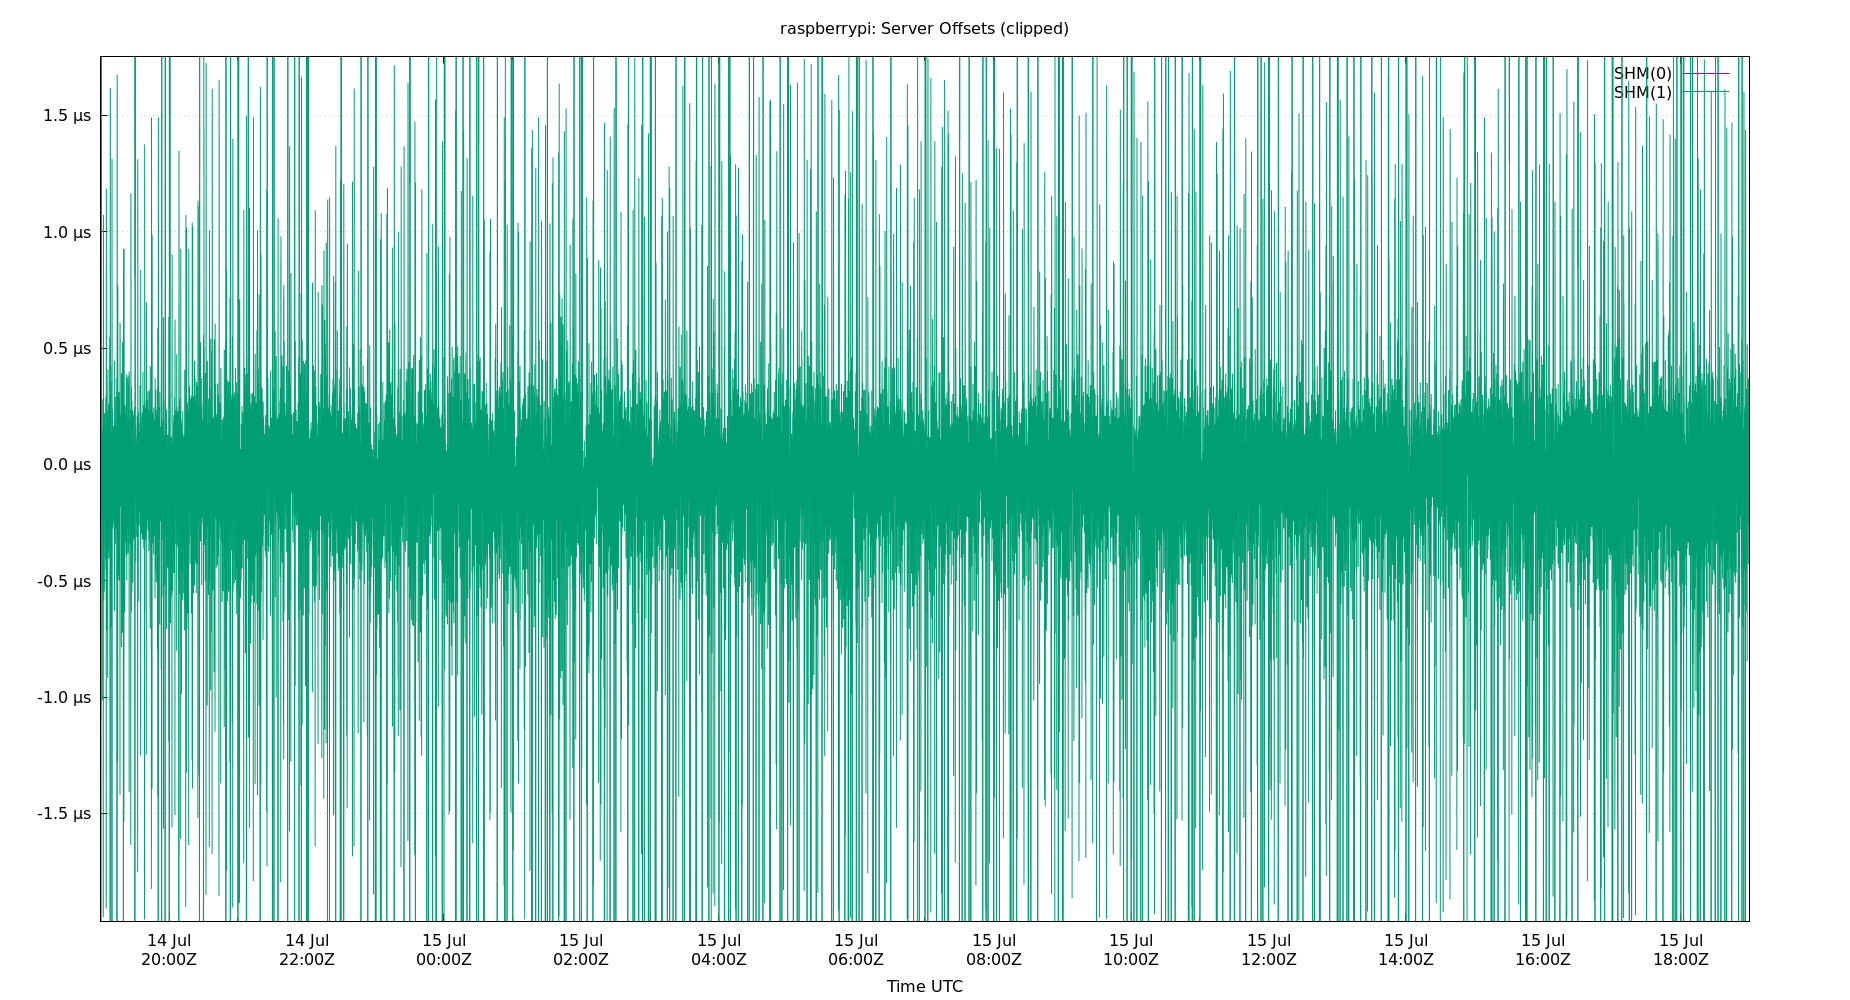 raspberrypi: Server Offsets (clipped)
SHM(0)
SHM(1)
1.5 µs
1.0 µs
0.5 µs
0.0 µs
-0.5 µs
-1.0 µs
-1.5 µs
14 Jul 14 Jul 15 Jul 15 Jul 15 Jul 15 Jul 15 Jul 15 Jul 15 Jul 15 Jul 15 Jul 15 Jul
20:00Z 22:00Z 00:00Z 02:00Z 04:00Z 06:00Z 08:00Z 10:00Z 12:00Z 14:00Z 16:00Z 18:00Z
Time UTC